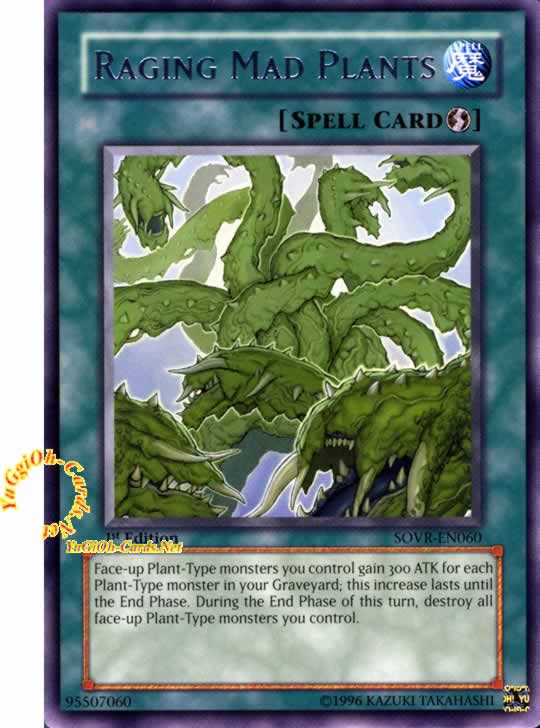 RAGING MAD PLANTS 魔
[SPELL CARD]
1st Edition
SOVR-EN060
YuGgiOh-Cards.Net
YuGiOh-Cards.Net
Face-up Plant-Type monsters you control gain 300 ATK for each
Plant-Type monster in your Graveyard; this increase lasts until
the End Phase. During the End Phase of this turn, destroy all
face-up Plant-Type monsters you control.
95507060
©1996 KAZUKI TAKAHASHI